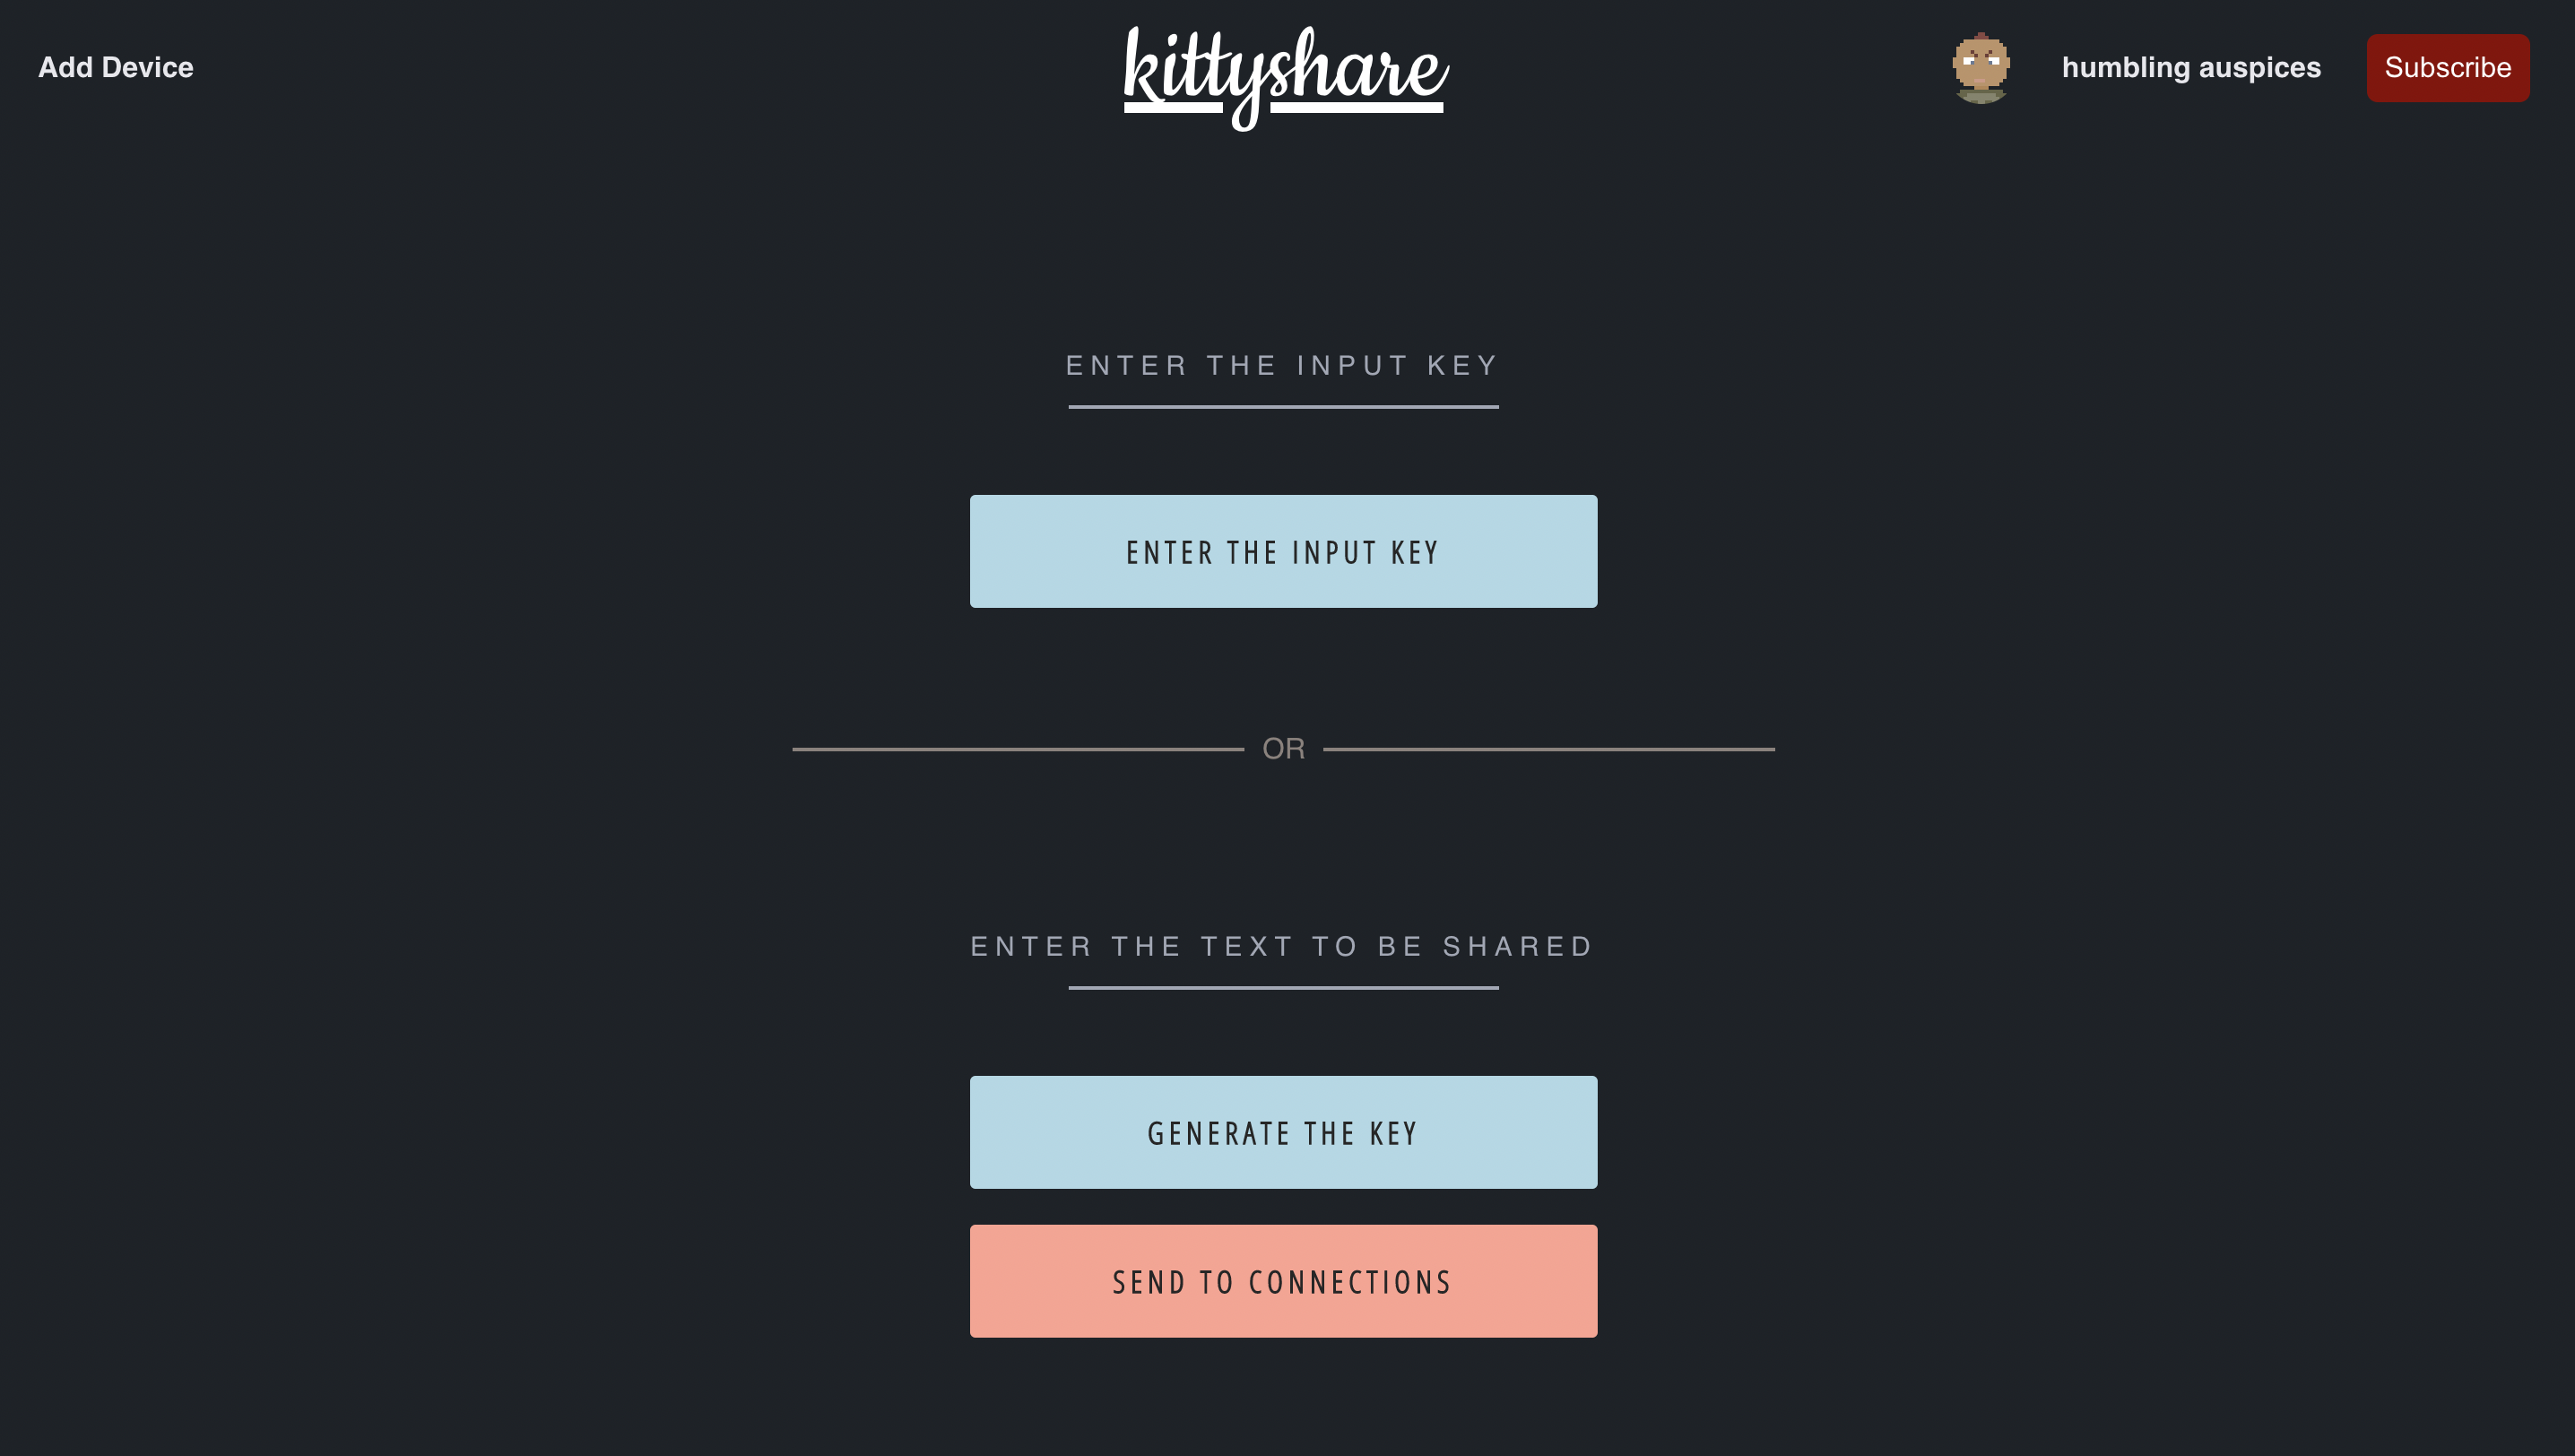 Add Device
kittyshare
humbling auspices
Subscribe
ENTER THE INPUT KEY
ENTER THE INPUT KEY
OR
ENTER THE TEXT TO BE SHARED
GENERATE THE KEY
SEND TO CONNECTIONS